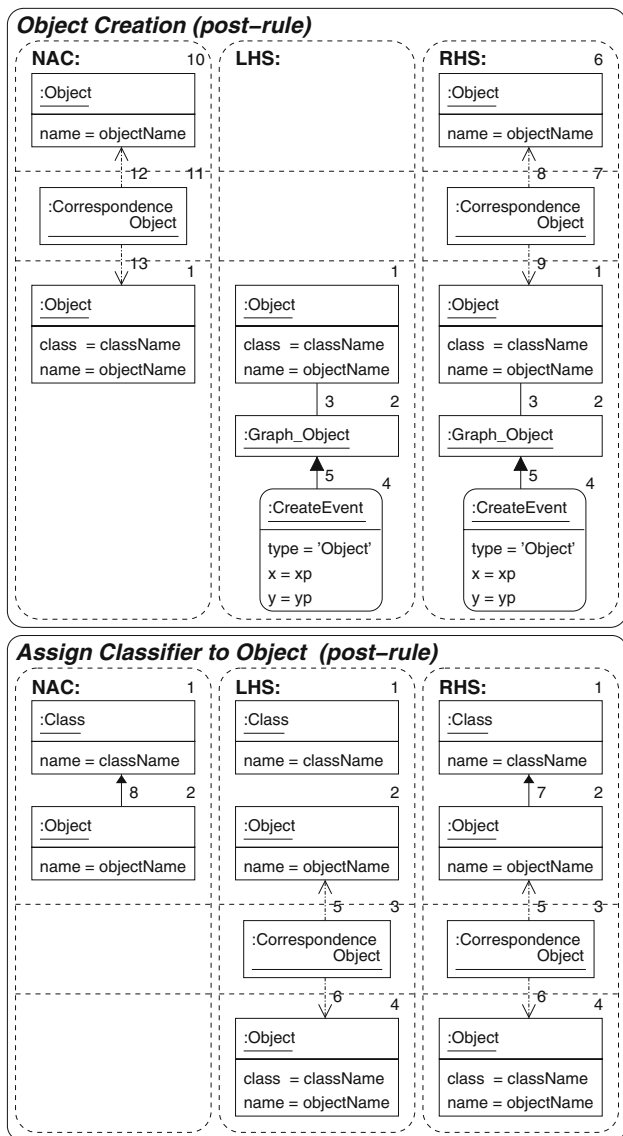 Object Creation (post–rule)
NAC: 10 LHS: RHS: 6
:Object :Object
name = objectName name = objectName
12 11 8 7
:Correspondence :Correspondence
Object Object
13 1 1 9 1
:Object :Object :Object
class = className class = className class = className
name = objectName name = objectName name = objectName
3 2 3 2
:Graph_Object :Graph_Object
5 4 5 4
:CreateEvent :CreateEvent
type = 'Object' type = 'Object'
x = xp x = xp
y = yp y = yp
Assign Classifier to Object (post–rule)
NAC: 1 LHS: 1 RHS: 1
:Class :Class :Class
name = className name = className name = className
8 2 2 7 2
:Object :Object :Object
name = objectName name = objectName name = objectName
5 3 5 3
:Correspondence :Correspondence
Object Object
6 4 6 4
:Object :Object
class = className class = className
name = objectName name = objectName